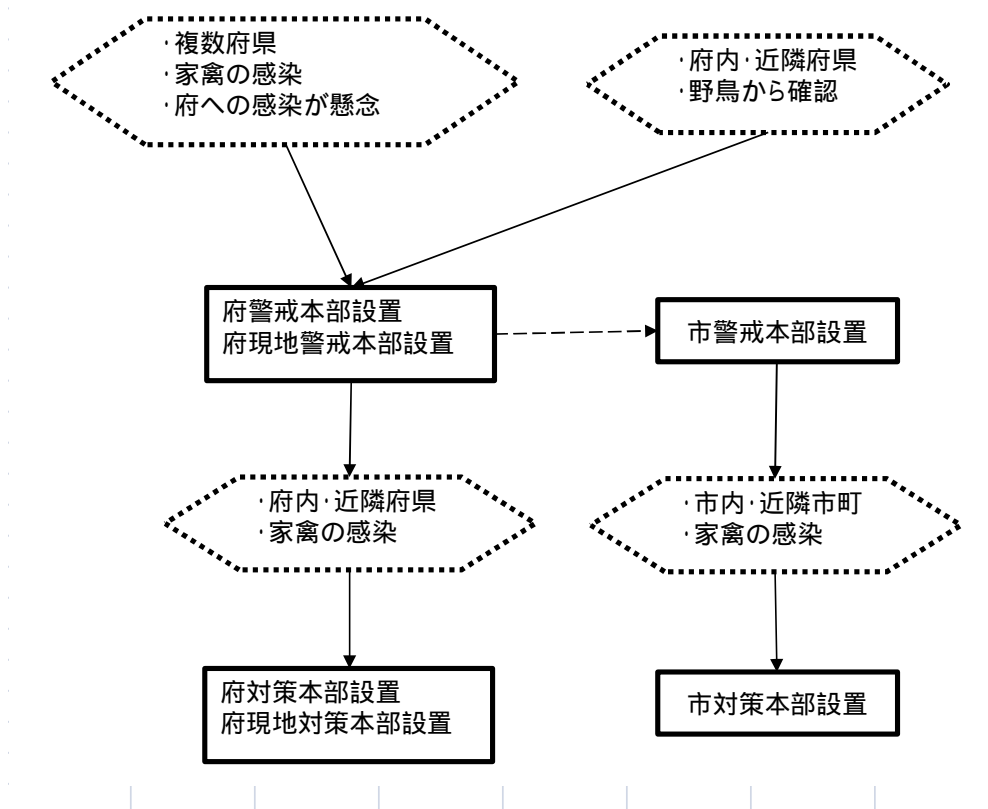 ・複数府県
・家禽の感染
・府への感染が懸念
・府内・近隣府県
・野鳥から確認
府警戒本部設置
府現地警戒本部設置
市警戒本部設置
・府内・近隣府県
・家禽の感染
・市内・近隣市町
・家禽の感染
府対策本部設置
府現地対策本部設置
市対策本部設置